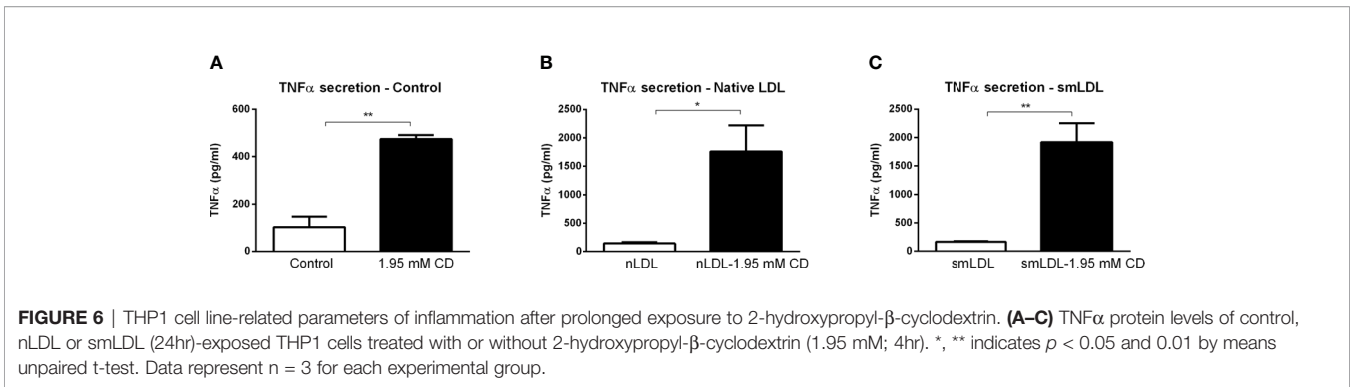 A
TNFα secretion - Control
TNFα (pg/ml)
600
400
200
0
**
Control
1.95 mM CD
B
TNFα secretion - Native LDL
TNFα (pg/ml)
2500
2000
1500
1000
500
0
*
nLDL
nLDL-1.95 mM CD
C
TNFα secretion - smLDL
TNFα (pg/ml)
2500
2000
1500
1000
500
0
**
smLDL
smLDL-1.95 mM CD
FIGURE 6 | THP1 cell line-related parameters of inflammation after prolonged exposure to 2-hydroxypropyl-β-cyclodextrin. (A–C) TNFα protein levels of control,
nLDL or smLDL (24hr)-exposed THP1 cells treated with or without 2-hydroxypropyl-β-cyclodextrin (1.95 mM; 4hr). *, ** indicates p < 0.05 and 0.01 by means
unpaired t-test. Data represent n = 3 for each experimental group.